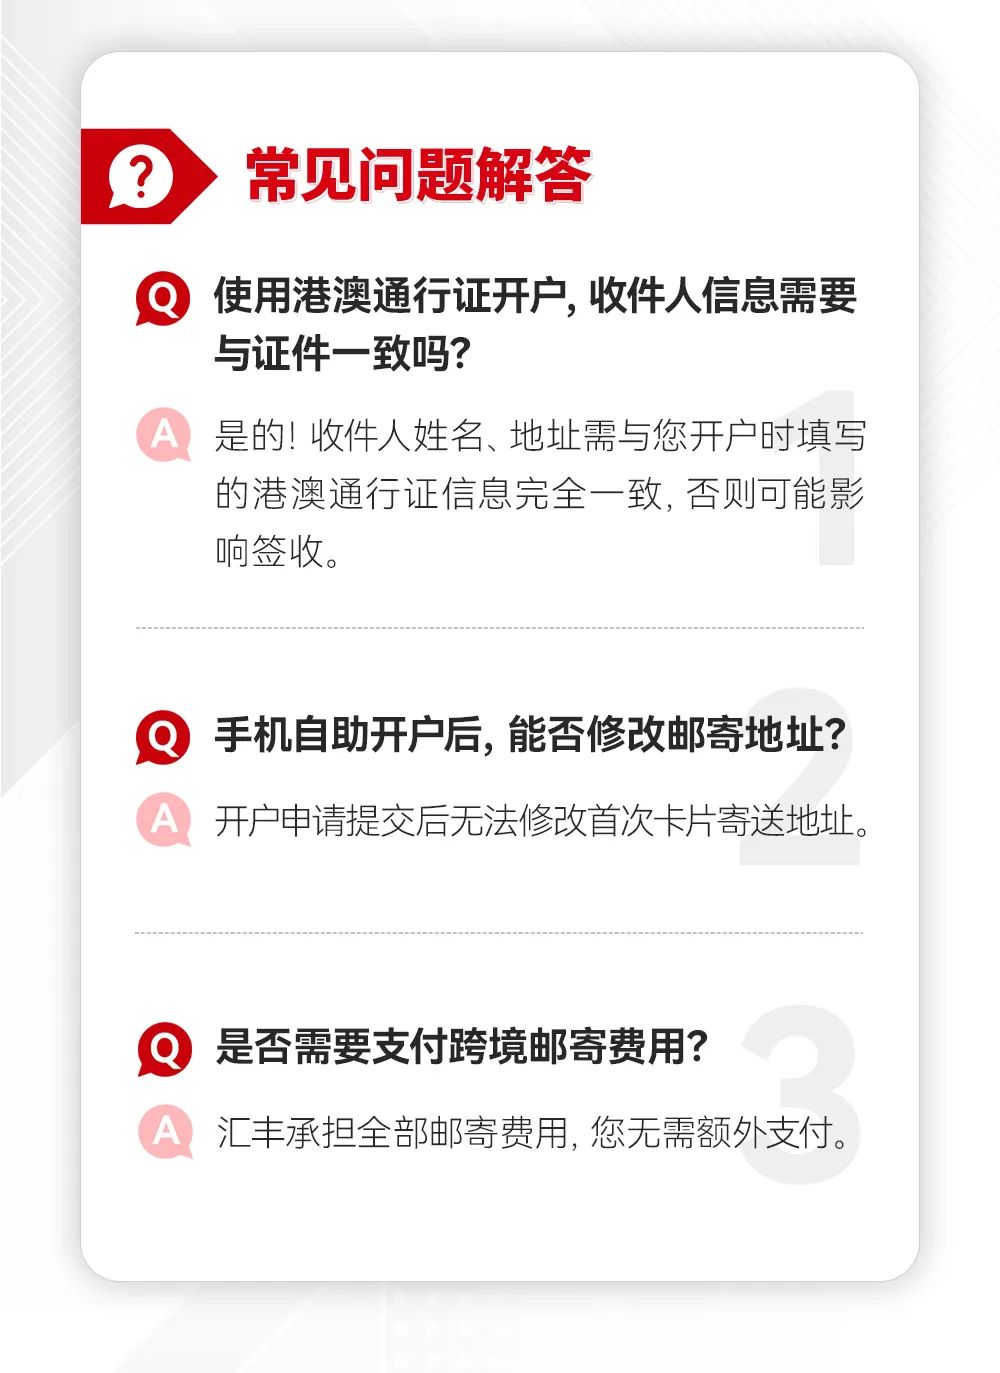 ?
常见问题解答
Q
使用港澳通行证开户, 收件人信息需要
与证件一致吗?
A
是的! 收件人姓名、地址需与您开户时填写
的港澳通行证信息完全一致, 否则可能影
响签收。
1
Q
手机自助开户后, 能否修改邮寄地址?
A
开户申请提交后无法修改首次卡片寄送地址。
2
Q
是否需要支付跨境邮寄费用?
A
汇丰承担全部邮寄费用, 您无需额外支付。
3